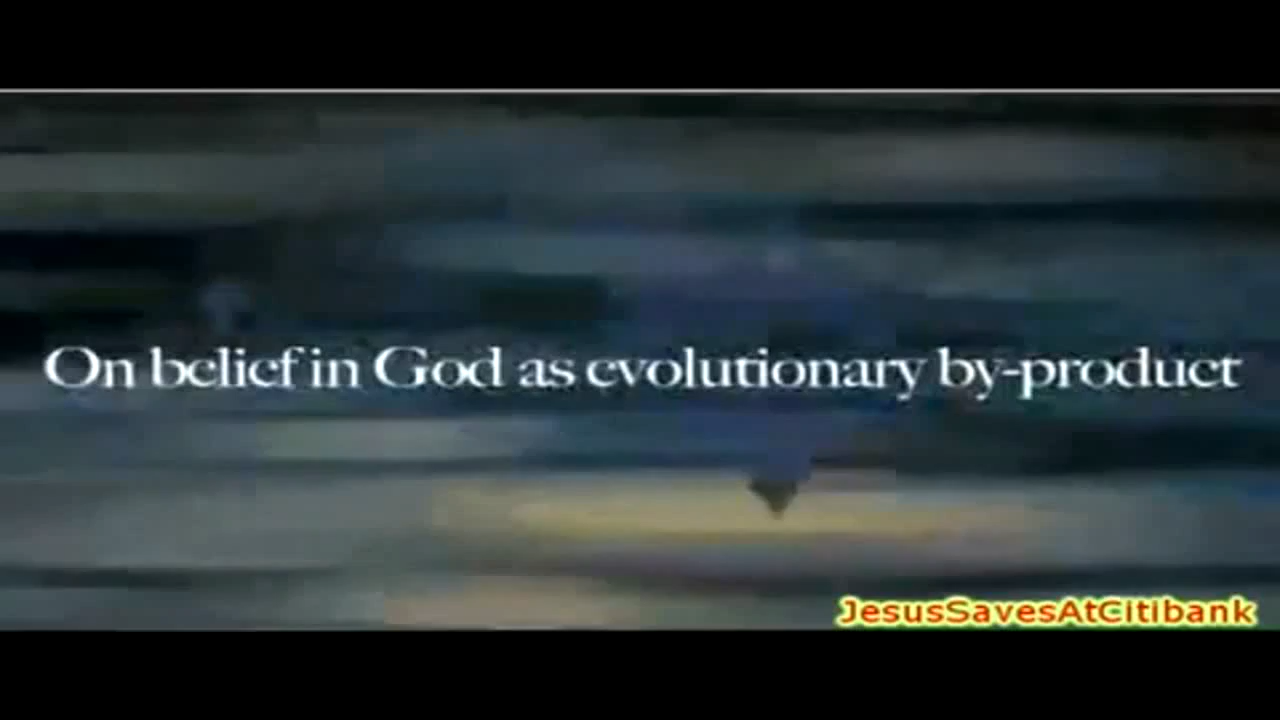 On belief in God as evolutionary by-product
JesusSavesAtCitibank